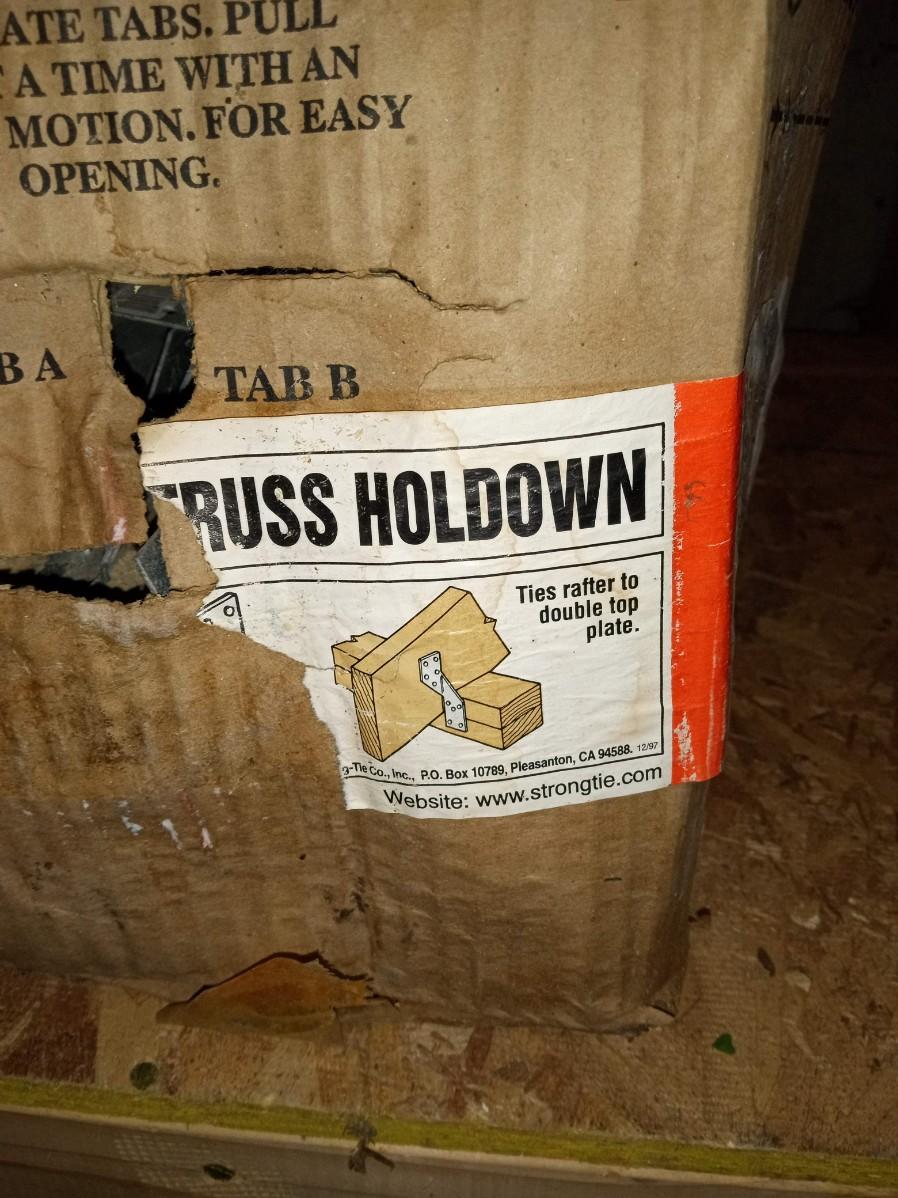 ATE TABS. PULL
A TIME WITH AN
MOTION. FOR EASY
OPENING.
B A
TAB B
TRUSS HOLDOWN
Ties rafter to
double top
plate.
-Tie Co., Inc., P.O. Box 10789, Pleasanton, CA 94588. 12/97
Website: www.strongtie.com